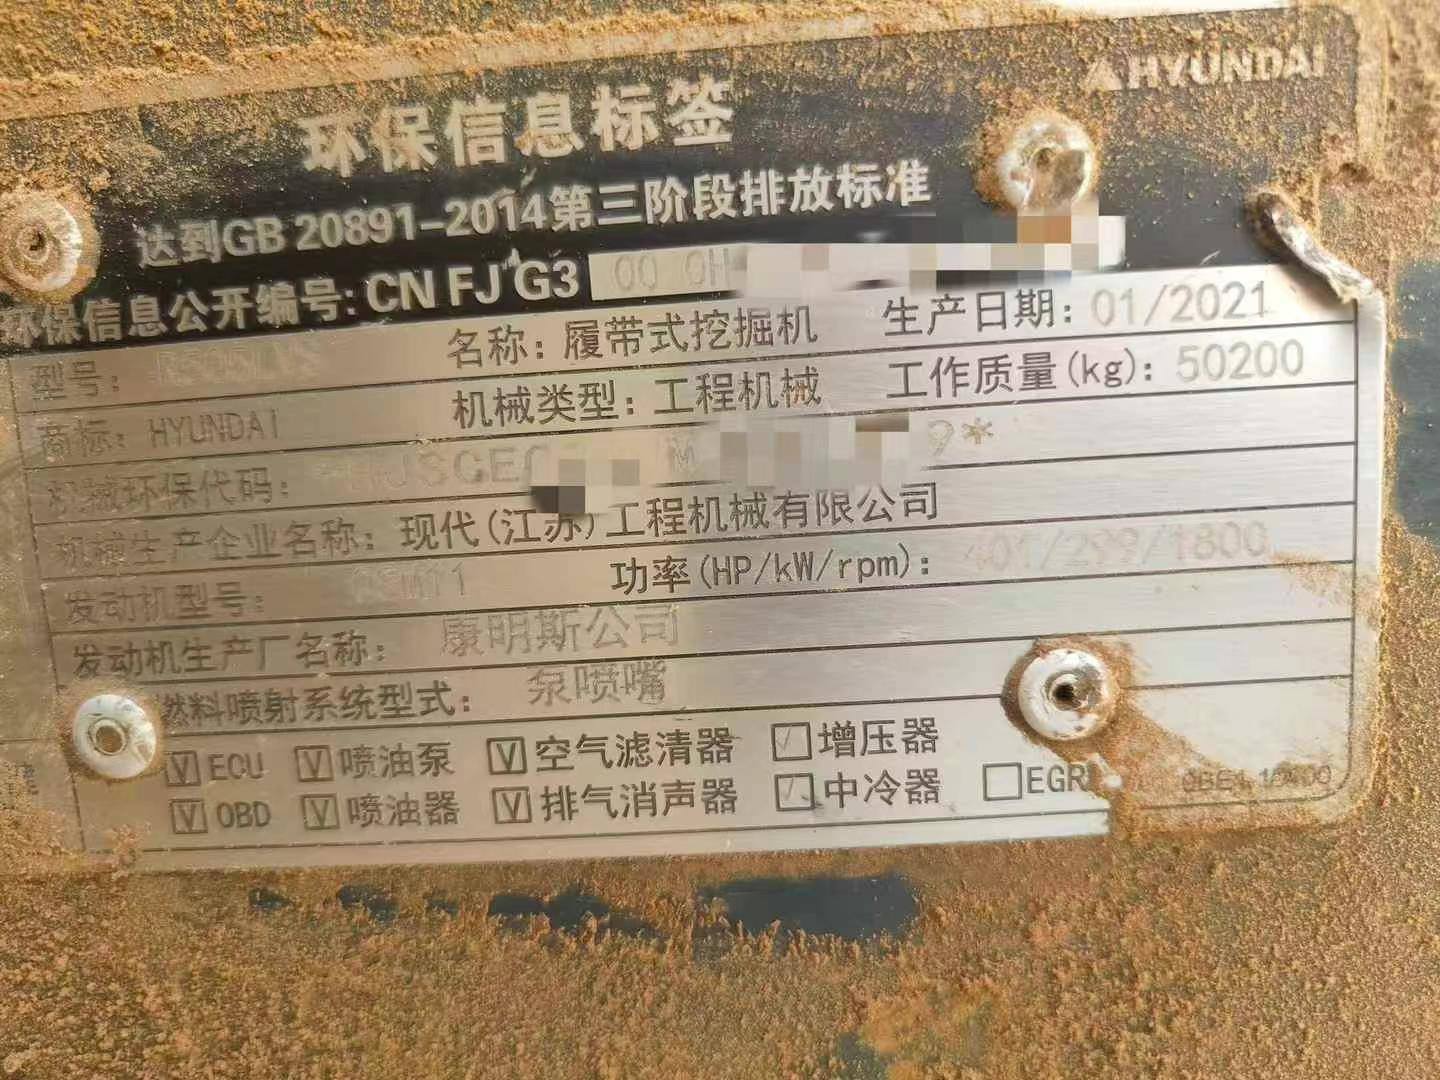 HYUNDAI
环保信息标签
达到GB 20891-2014第三阶段排放标准
环保信息公开编号: CN FJ G3 00 0H
型号: 名称: 履带式挖掘机 生产日期: 01/2021
商标: HYUNDAI 机械类型: 工程机械 工作质量(kg): 50200
机械环保代码: 9*
机械生产企业名称: 现代(江苏)工程机械有限公司
发动机型号: 功率(HP/kW/rpm): 401/299/1800
发动机生产厂名称: 康明斯公司
燃料喷射系统型式: 泵喷嘴
V ECU V 喷油泵 V 空气滤清器 √ 增压器
V OBD V 喷油器 V 排气消声器 √ 中冷器 EGR